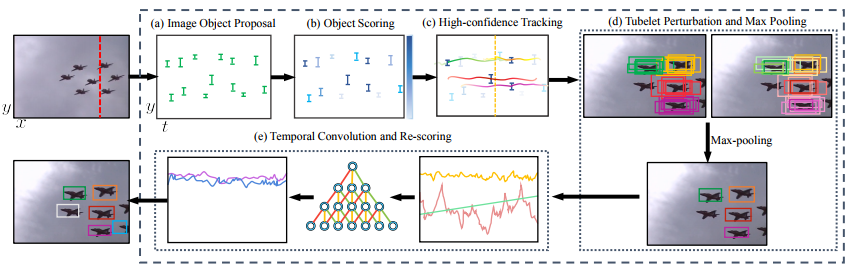 (a) Image Object Proposal
(b) Object Scoring
(c) High-confidence Tracking
(d) Tubelet Perturbation and Max Pooling
y
x
y
t
Max-pooling
(e) Temporal Convolution and Re-scoring